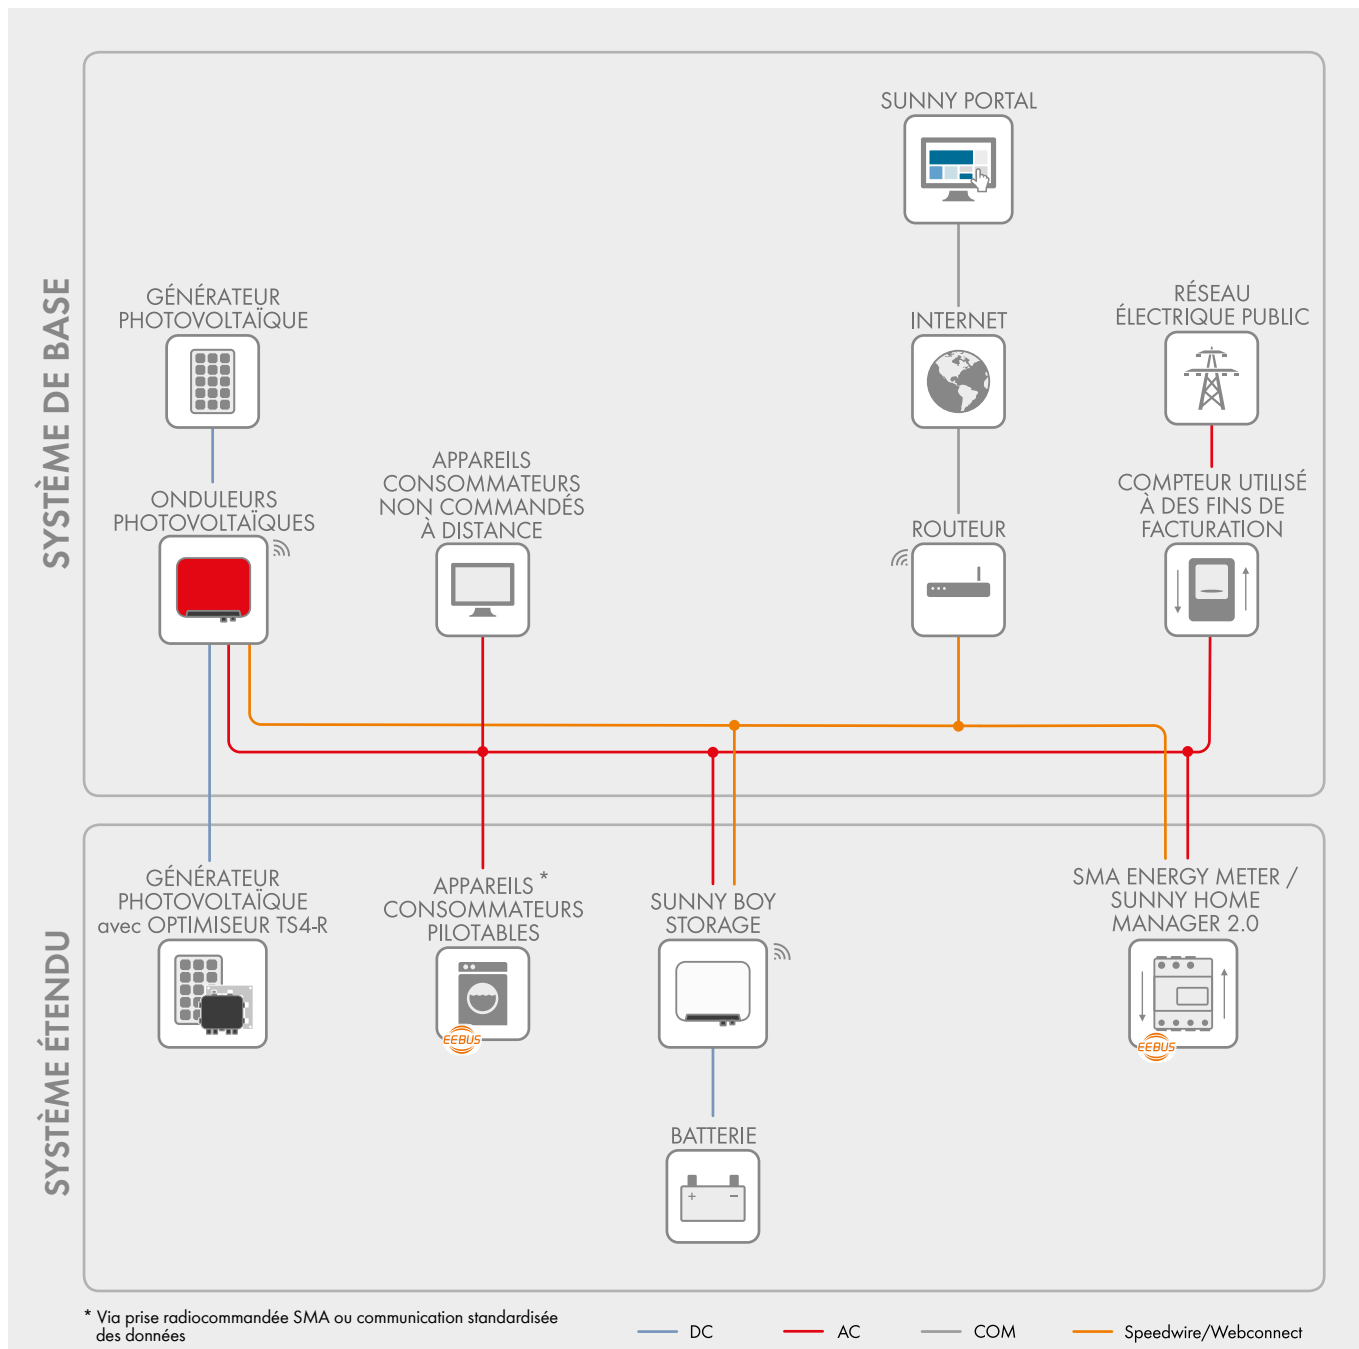 SYSTÈME DE BASE
SUNNY PORTAL
GÉNÉRATEUR
PHOTOVOLTAÏQUE
INTERNET
RÉSEAU
ÉLECTRIQUE PUBLIC
ONDULEURS
PHOTOVOLTAÏQUES
APPAREILS
CONSOMMATEURS
NON COMMANDÉS
À DISTANCE
ROUTEUR
COMPTEUR UTILISÉ
À DES FINS DE
FACTURATION
SYSTÈME ÉTENDU
GÉNÉRATEUR
PHOTOVOLTAÏQUE
avec OPTIMISEUR TS4-R
APPAREILS *
CONSOMMATEURS
PILOTABLES
EEBUS
SUNNY BOY
STORAGE
SMA ENERGY METER /
SUNNY HOME
MANAGER 2.0
EEBUS
BATTERIE
+ −
* Via prise radiocommandée SMA ou communication standardisée
des données
DC
AC
COM
Speedwire/Webconnect